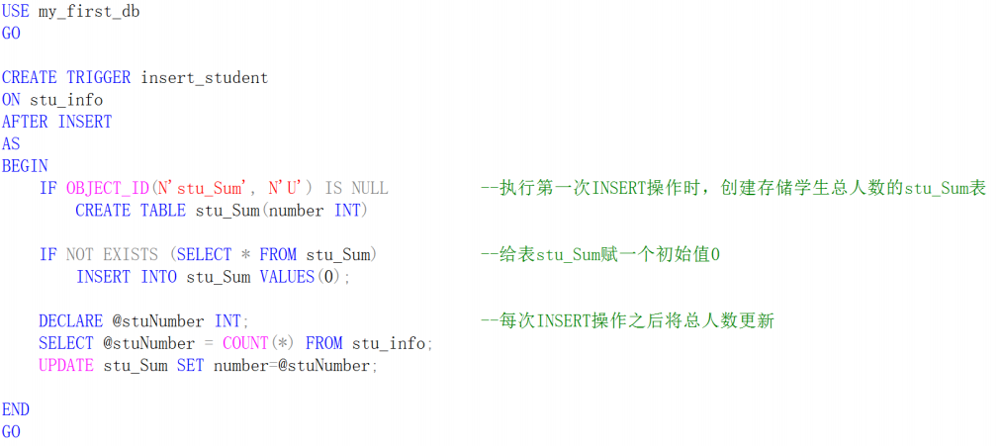 USE my_first_db
GO
CREATE TRIGGER insert_student
ON stu_info
AFTER INSERT
AS
BEGIN
IF OBJECT_ID(N'stu_Sum', N'U') IS NULL --执行第一次INSERT操作时，创建存储学生总人数的stu_Sum表
CREATE TABLE stu_Sum(number INT)
IF NOT EXISTS (SELECT * FROM stu_Sum) --给表stu_Sum赋一个初始值0
INSERT INTO stu_Sum VALUES(0);
DECLARE @stuNumber INT; --每次INSERT操作之后将总人数更新
SELECT @stuNumber = COUNT(*) FROM stu_info;
UPDATE stu_Sum SET number=@stuNumber;
END
GO